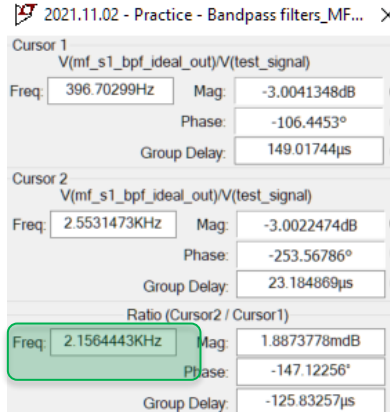 2021.11.02 - Practice - Bandpass filters_MF...
Cursor 1
V(mf_s1_bpf_ideal_out)/V(test_signal)
Freq: 396.70299Hz Mag: -3.0041348dB
Phase: -106.4453°
Group Delay: 149.01744µs
Cursor 2
V(mf_s1_bpf_ideal_out)/V(test_signal)
Freq: 2.5531473KHz Mag: -3.0022474dB
Phase: -253.56786°
Group Delay: 23.184869µs
Ratio (Cursor2 / Cursor1)
Freq: 2.1564443KHz Mag: 1.8873778mdB
Phase: -147.12256°
Group Delay: -125.83257µs